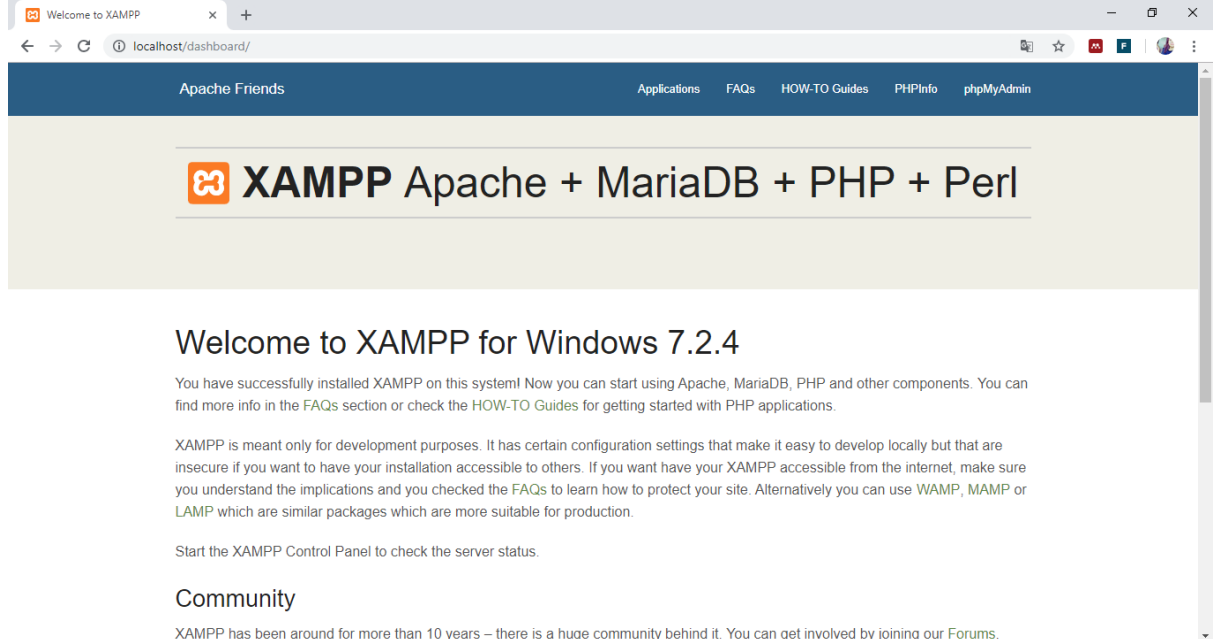 Welcome to XAMPP
localhost/dashboard/
Apache Friends
Applications FAQs HOW-TO Guides PHPInfo phpMyAdmin
XAMPP Apache + MariaDB + PHP + Perl
Welcome to XAMPP for Windows 7.2.4
You have successfully installed XAMPP on this system! Now you can start using Apache, MariaDB, PHP and other components. You can
find more info in the FAQs section or check the HOW-TO Guides for getting started with PHP applications.
XAMPP is meant only for development purposes. It has certain configuration settings that make it easy to develop locally but that are
insecure if you want to have your installation accessible to others. If you want have your XAMPP accessible from the internet, make sure
you understand the implications and you checked the FAQs to learn how to protect your site. Alternatively you can use WAMP, MAMP or
LAMP which are similar packages which are more suitable for production.
Start the XAMPP Control Panel to check the server status.
Community
XAMPP has been around for more than 10 years – there is a huge community behind it. You can get involved by joining our Forums,